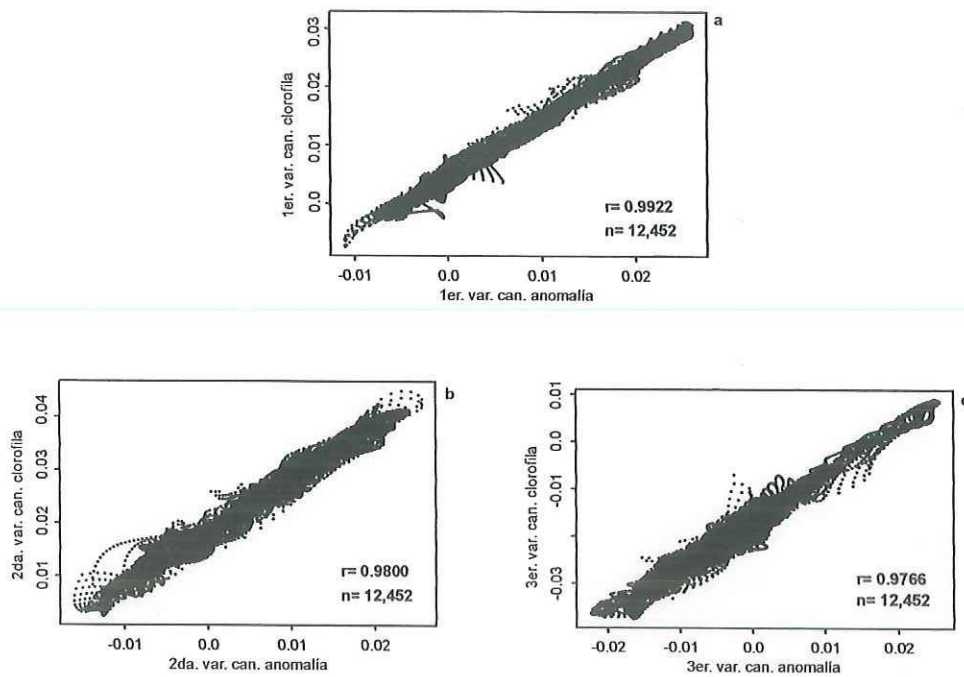 a
1er. var. can. clorofila
0.03
0.02
0.01
0.0
r= 0.9922
n= 12,452
-0.01 0.0 0.01 0.02
1er. var. can. anomalía
b
2da. var. can. clorofila
0.04
0.03
0.02
0.01
r= 0.9800
n= 12,452
-0.01 0.0 0.01 0.02
2da. var. can. anomalía
3er. var. can. clorofila
0.01
0.0
-0.01
-0.03
r= 0.9766
n= 12,452
-0.02 -0.01 0.0 0.01 0.02
3er. var. can. anomalía